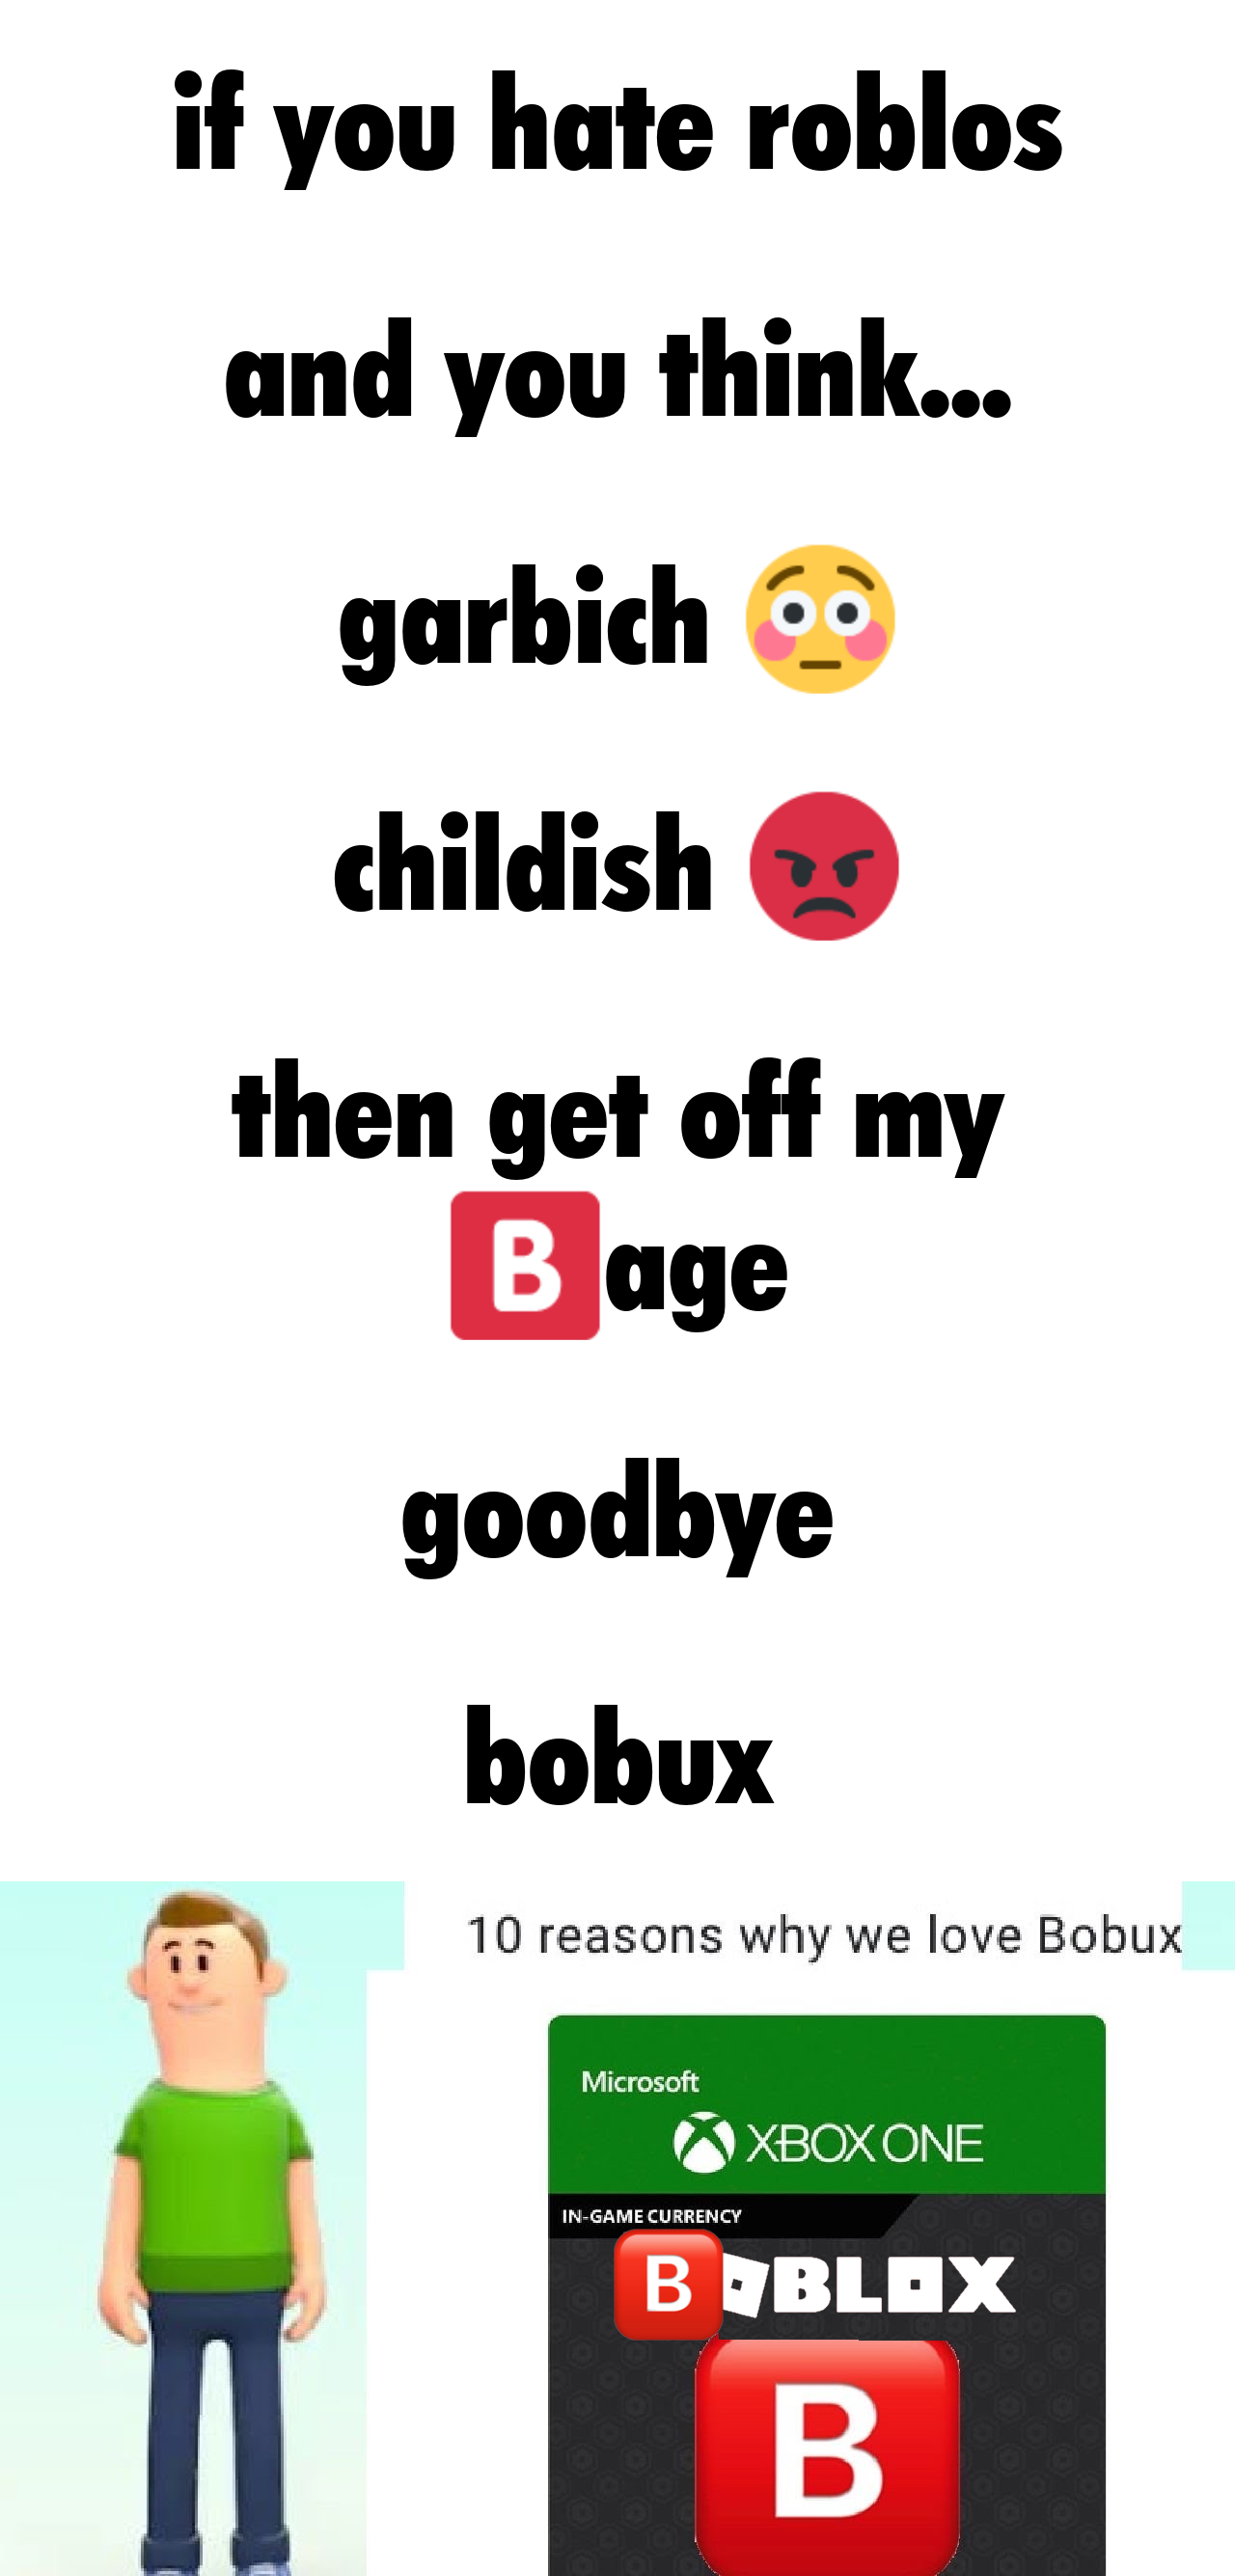 if you hate roblos
and you think...
garbich 😳
childish 😡
then get off my
🅱age
goodbye
bobux
10 reasons why we love Bobux
Microsoft
XBOX ONE
IN-GAME CURRENCY
🅱OBLOX
🅱